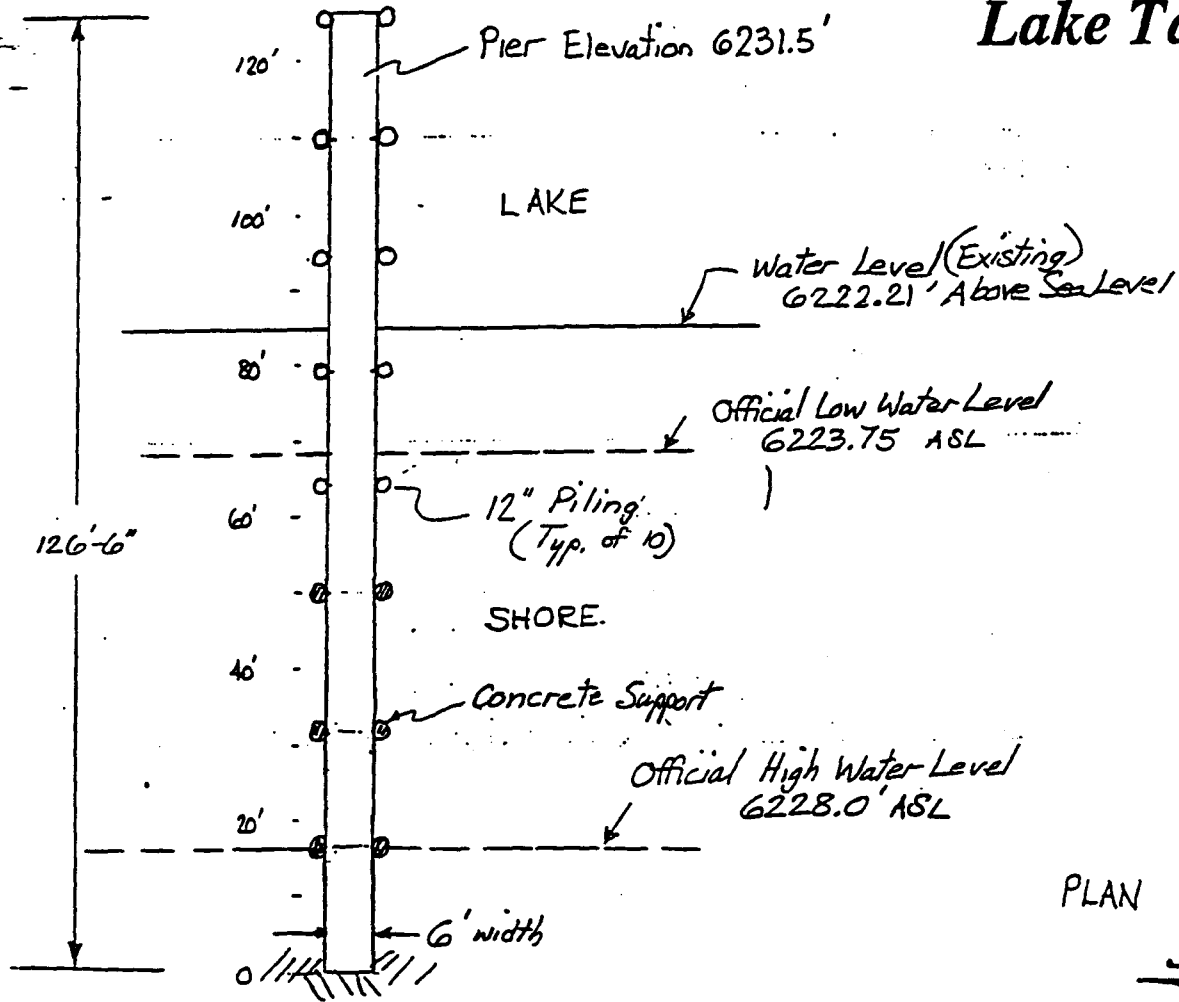 Lake
120'
Pier Elevation 6231.5'
100'
LAKE
Water Level (Existing)
6222.21' Above Sea Level
80'
Official Low Water Level
6223.75 ASL
60'
12" Piling
(Typ. of 10)
126'-6"
SHORE.
40'
Concrete Support
Official High Water Level
6228.0' ASL
20'
PLAN
6' width
0